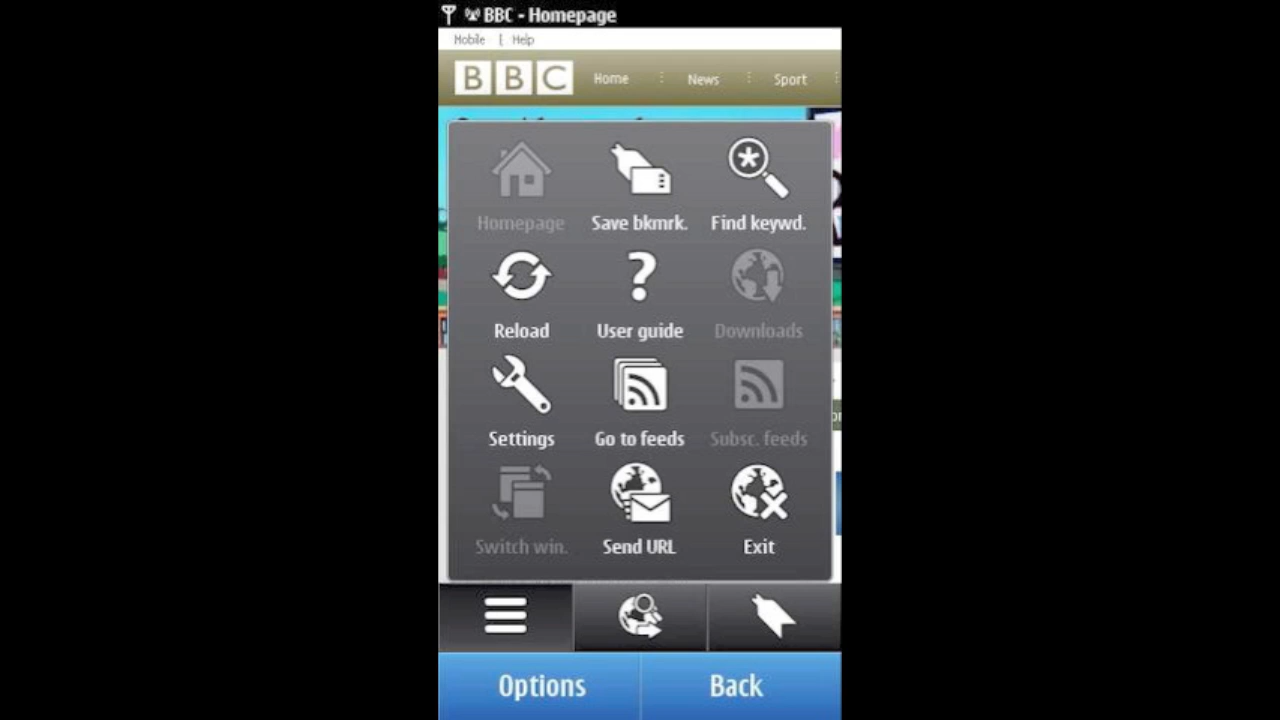 BBC - Homepage
Mobile | Help
BBC Home News Sport
Homepage Save bkmrk. Find keywd.
Reload User guide Downloads
Settings Go to feeds Subsc. feeds
Switch win. Send URL Exit
Options Back